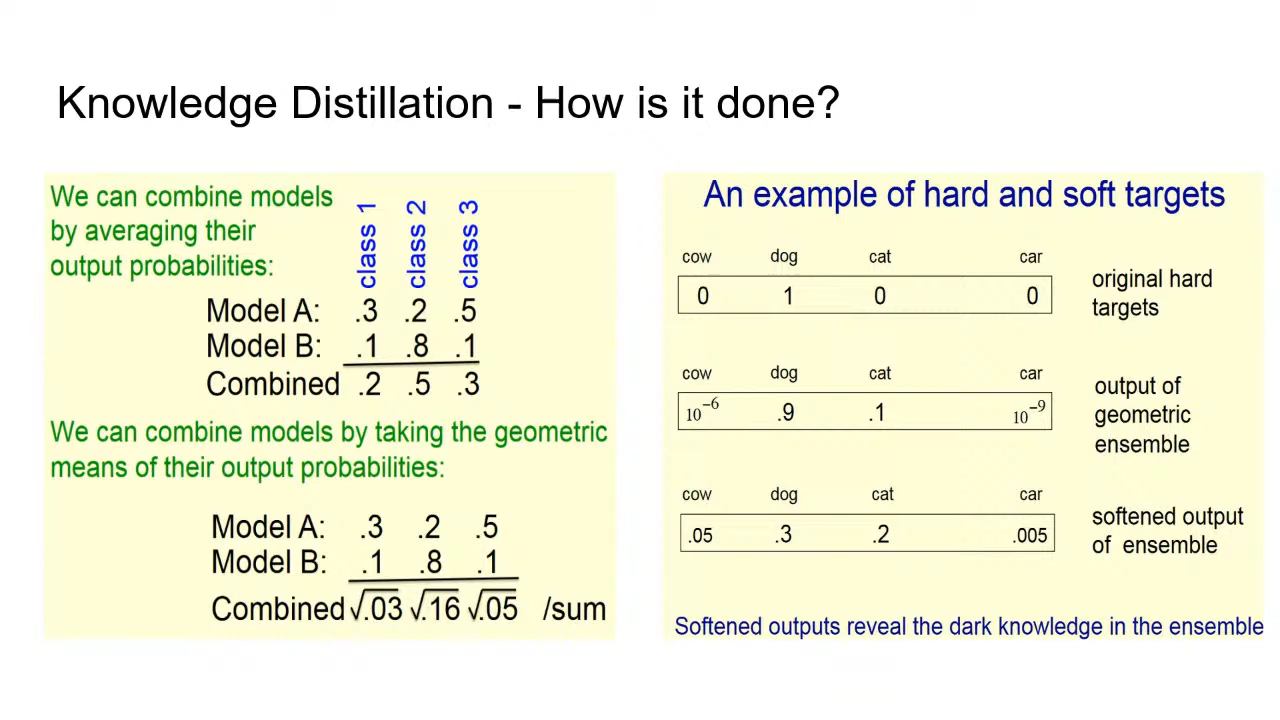 Knowledge Distillation - How is it done?
We can combine models
by averaging their
output probabilities:
class 1 class 2 class 3
Model A: .3 .2 .5
Model B: .1 .8 .1
Combined .2 .5 .3
We can combine models by taking the geometric
means of their output probabilities:
Model A: .3 .2 .5
Model B: .1 .8 .1
Combined √.03 √.16 √.05 /sum
An example of hard and soft targets
cow dog cat car
0 1 0 0
original hard
targets
cow dog cat car
10⁻⁶ .9 .1 10⁻⁹
output of
geometric
ensemble
cow dog cat car
.05 .3 .2 .005
softened output
of ensemble
Softened outputs reveal the dark knowledge in the ensemble